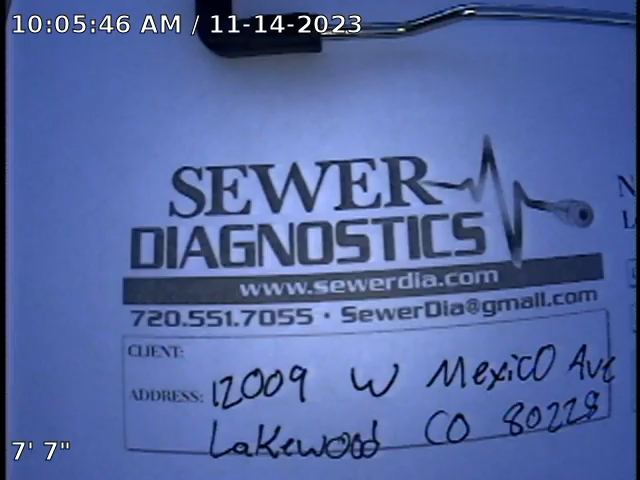 10:05:46 AM / 11-14-2023
SEWER
DIAGNOSTICS
www.sewerdia.com
720.551.7055 · SewerDia@gmail.com
CLIENT:
ADDRESS: 12009 W Mexico Ave
Lakewood CO 80228
7' 7"